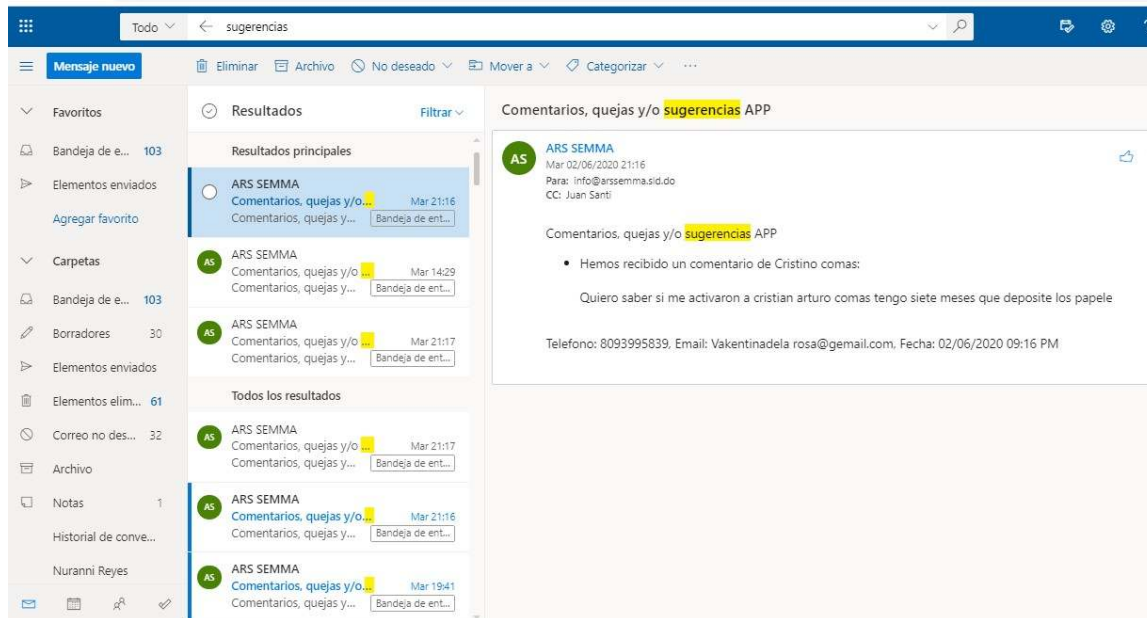 Todo
sugerencias
Mensaje nuevo
Eliminar Archivo No deseado Mover a Categorizar ...
Favoritos
Bandeja de e... 103
Elementos enviados
Agregar favorito
Carpetas
Bandeja de e... 103
Borradores 30
Elementos enviados
Elementos elim... 61
Correo no des... 32
Archivo
Notas 1
Historial de conve...
Nuranni Reyes
Resultados Filtrar
Resultados principales
ARS SEMMA
Comentarios, quejas y/o... Mar 21:16
Comentarios, quejas y... Bandeja de ent...
AS ARS SEMMA
Comentarios, quejas y/o ... Mar 14:29
Comentarios, quejas y... Bandeja de ent...
AS ARS SEMMA
Comentarios, quejas y/o ... Mar 21:17
Comentarios, quejas y... Bandeja de ent...
Todos los resultados
AS ARS SEMMA
Comentarios, quejas y/o ... Mar 21:17
Comentarios, quejas y... Bandeja de ent...
AS ARS SEMMA
Comentarios, quejas y/o... Mar 21:16
Comentarios, quejas y... Bandeja de ent...
AS ARS SEMMA
Comentarios, quejas y/o... Mar 19:41
Comentarios, quejas y... Bandeja de ent...
Comentarios, quejas y/o sugerencias APP
AS ARS SEMMA
Mar 02/06/2020 21:16
Para: info@arssemma.sid.do
CC: Juan Santi
Comentarios, quejas y/o sugerencias APP
• Hemos recibido un comentario de Cristino comas:
Quiero saber si me activaron a cristian arturo comas tengo siete meses que deposite los papele
Telefono: 8093995839, Email: Vakentinadela rosa@gemail.com, Fecha: 02/06/2020 09:16 PM